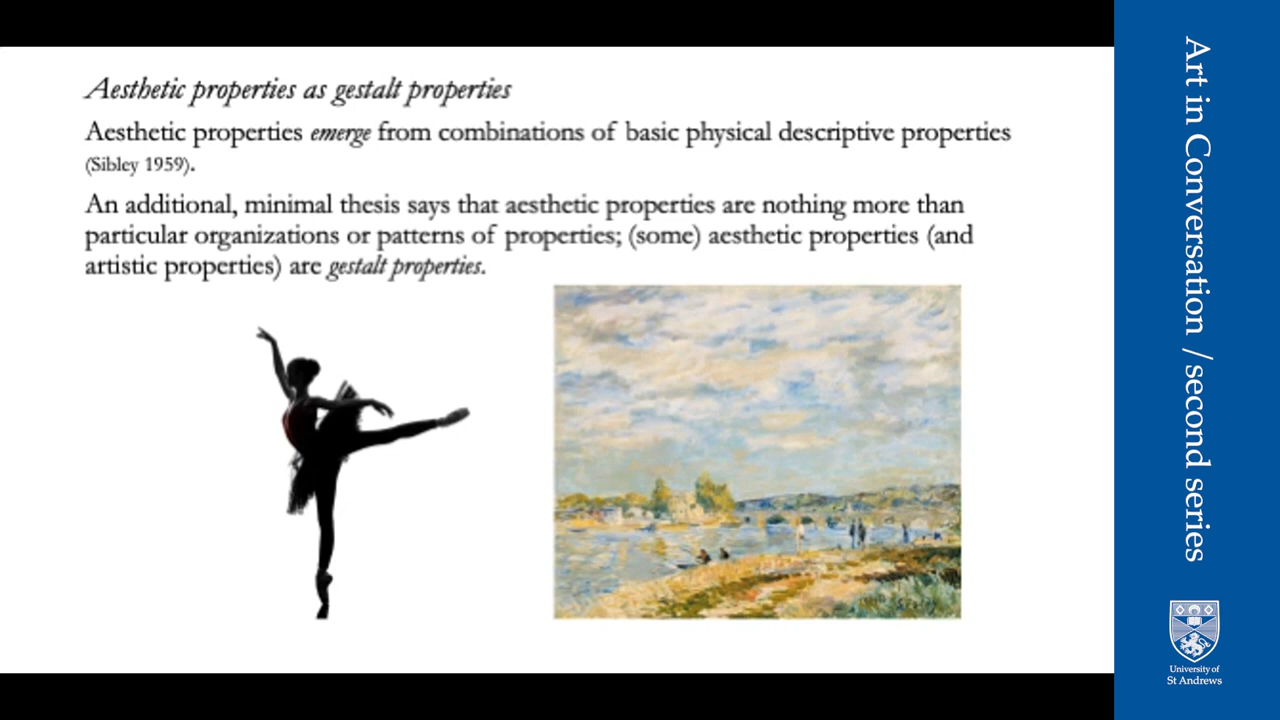 Aesthetic properties as gestalt properties
Aesthetic properties emerge from combinations of basic physical descriptive properties
(Sibley 1959).
An additional, minimal thesis says that aesthetic properties are nothing more than
particular organizations or patterns of properties; (some) aesthetic properties (and
artistic properties) are gestalt properties.
Art in Conversation / second series
University of
St Andrews